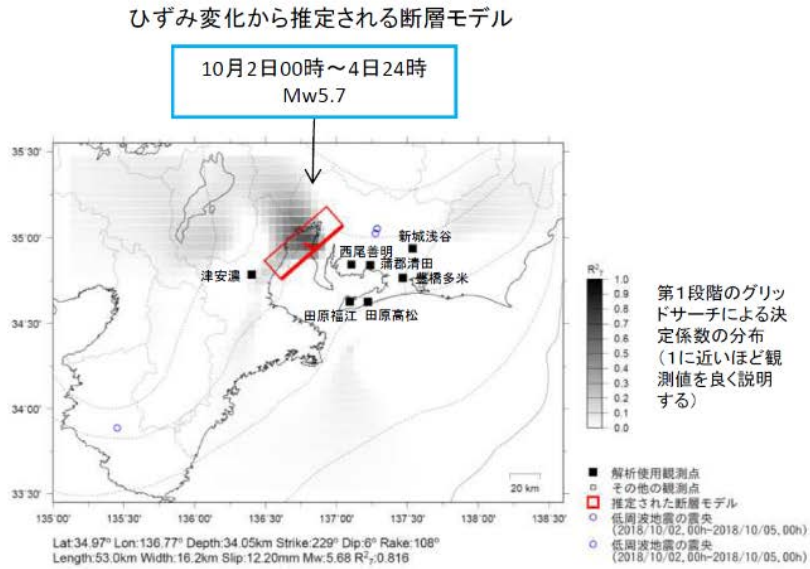 ひずみ変化から推定される断層モデル
10月2日00時～4日24時
Mw5.7
35˚30'
35˚00'
34˚30'
34˚00'
33˚30'
135˚00'
135˚30'
136˚00'
136˚30'
137˚00'
137˚30'
138˚00'
138˚30'
新城浅谷
西尾善明
蒲郡清田
津安濃
豊橋多米
田原福江
田原高松
20 km
R²₇
1.0
0.9
0.8
0.7
0.6
0.5
0.4
0.3
0.2
0.1
0.0
第1段階のグリッ
ドサーチによる決
定係数の分布
（1に近いほど観
測値を良く説明
する）
解析使用観測点
その他の観測点
推定された断層モデル
低周波地震の震央
(2018/10/02,00h-2018/10/05,00h)
低周波地震の震央
(2018/10/02,00h-2018/10/05,00h)
Lat:34.97° Lon:136.77° Depth:34.05km Strike:229° Dip:6° Rake:108°
Length:53.0km Width:16.2km Slip:12.20mm Mw:5.68 R²₇:0.816